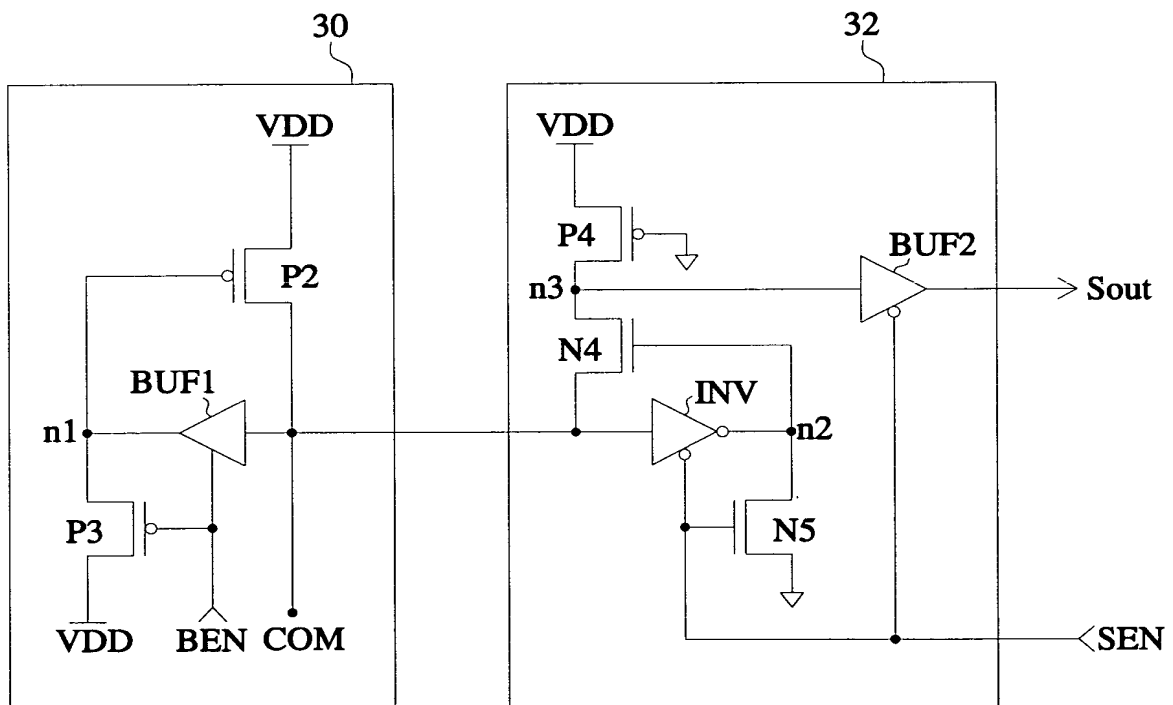 30
32
VDD
VDD
P2
P4
BUF2
n3
Sout
N4
BUF1
INV
n1
n2
P3
N5
VDD
BEN
COM
SEN